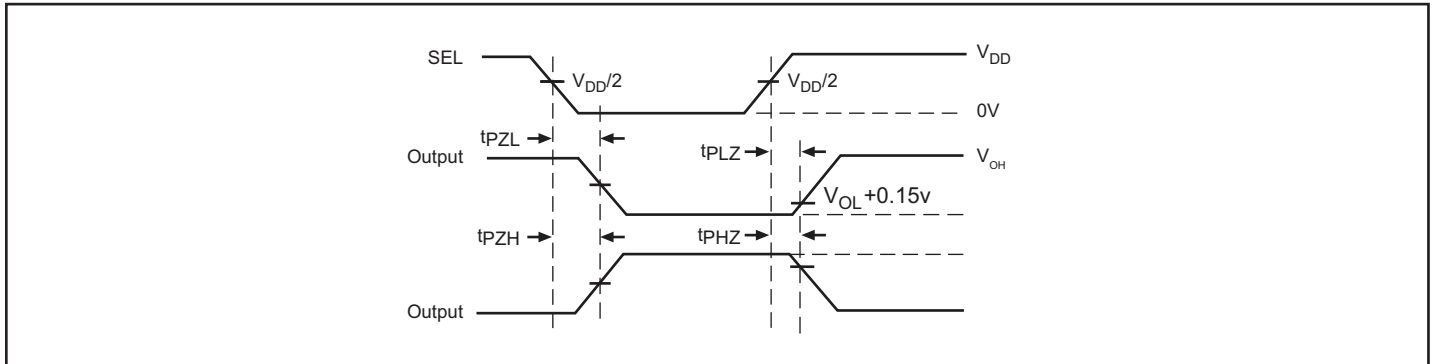 SEL
V_DD/2
V_DD/2
V_DD
0V
tPZL
tPLZ
Output
V_OH
V_OL +0.15v
tPZH
tPHZ
Output